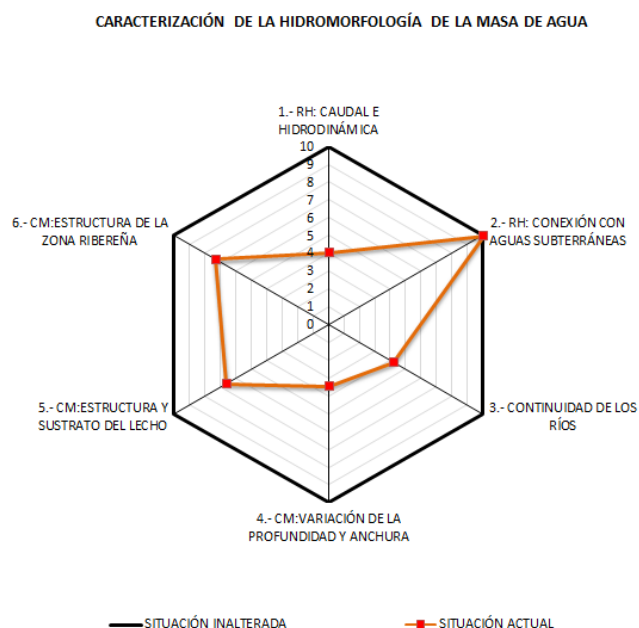 CARACTERIZACIÓN DE LA HIDROMORFOLOGÍA DE LA MASA DE AGUA
1.- RH: CAUDAL E
HIDRODINÁMICA
10
9
8
7
6
5
4
3
2
1
0
2.- RH: CONEXIÓN CON
AGUAS SUBTERRÁNEAS
3.- CONTINUIDAD DE LOS
RÍOS
4.- CM:VARIACIÓN DE LA
PROFUNDIDAD Y ANCHURA
5.- CM:ESTRUCTURA Y
SUSTRATO DEL LECHO
6.- CM:ESTRUCTURA DE LA
ZONA RIBEREÑA
SITUACIÓN INALTERADA
SITUACIÓN ACTUAL